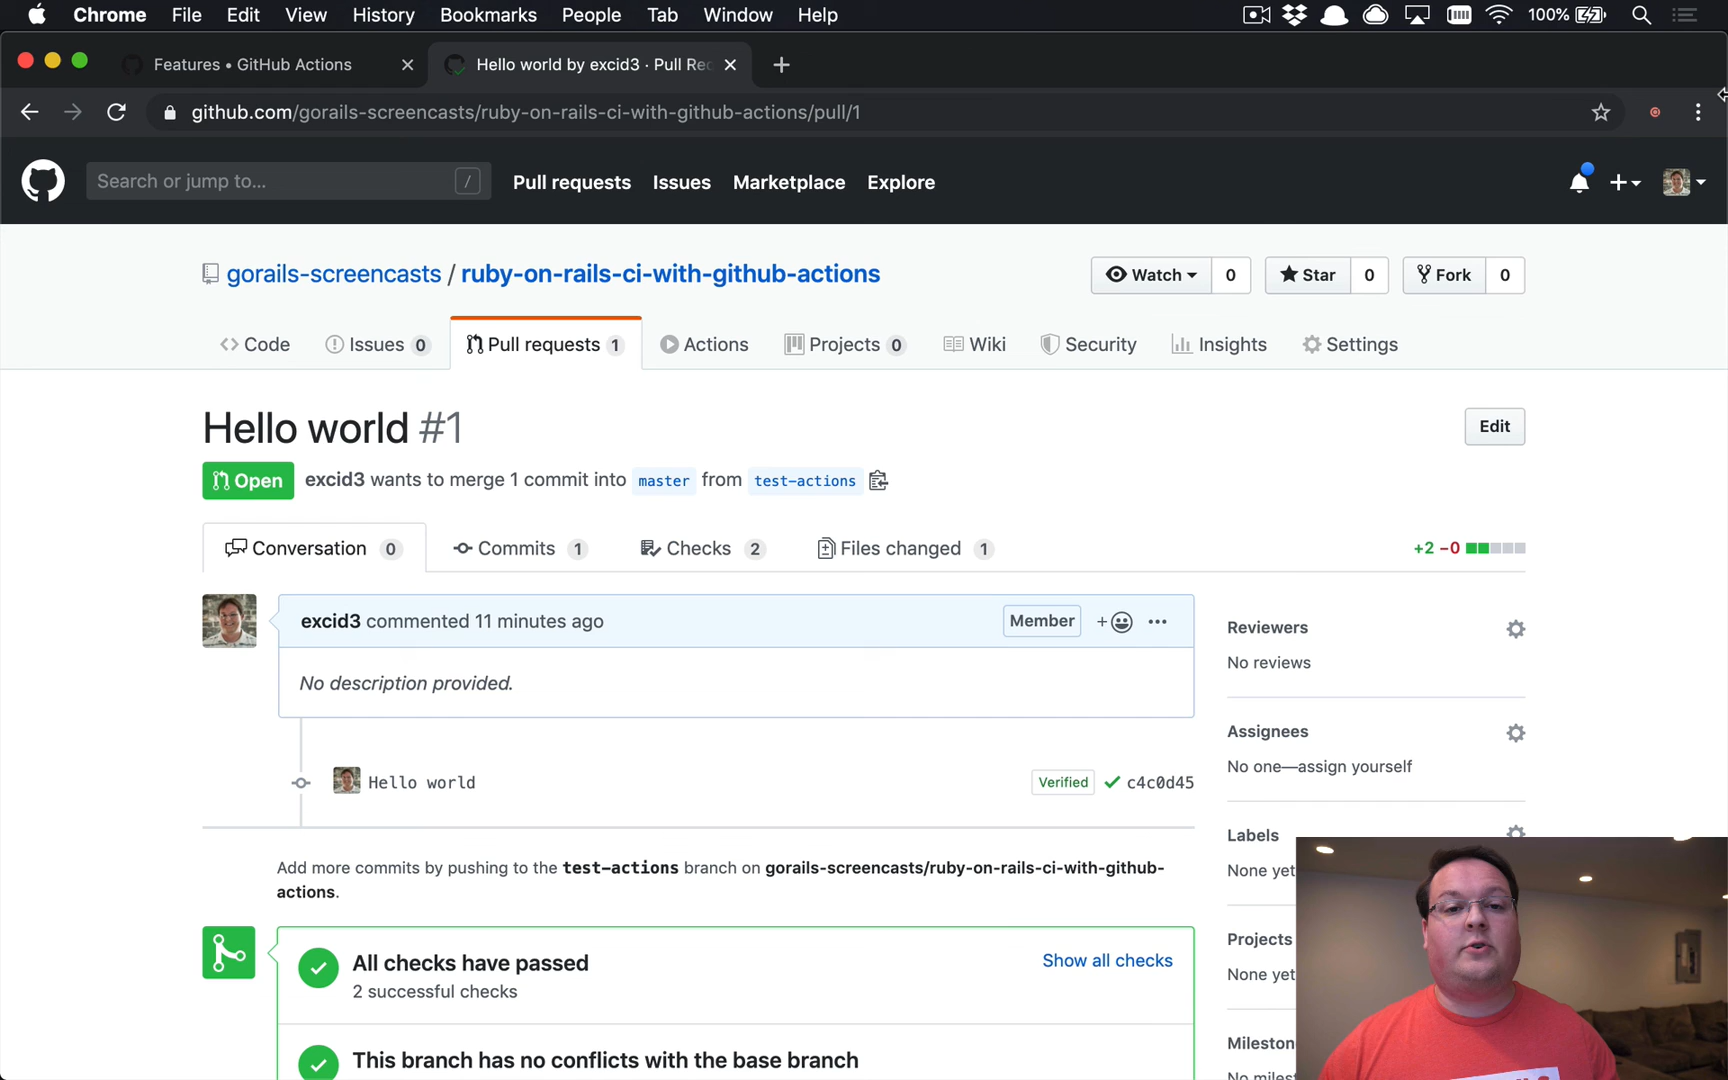 Chrome File Edit View History Bookmarks People Tab Window Help 100%
Features • GitHub Actions Hello world by excid3 · Pull Rec
github.com/gorails-screencasts/ruby-on-rails-ci-with-github-actions/pull/1
Search or jump to... / Pull requests Issues Marketplace Explore
gorails-screencasts / ruby-on-rails-ci-with-github-actions Watch 0 Star 0 Fork 0
Code Issues 0 Pull requests 1 Actions Projects 0 Wiki Security Insights Settings
Hello world #1 Edit
Open excid3 wants to merge 1 commit into master from test-actions
Conversation 0 Commits 1 Checks 2 Files changed 1 +2 −0
excid3 commented 11 minutes ago Member
Reviewers
No reviews
No description provided.
Assignees
No one—assign yourself
Hello world Verified c4c0d45
Labels
None yet
Add more commits by pushing to the test-actions branch on gorails-screencasts/ruby-on-rails-ci-with-github-
actions.
Projects
None yet
All checks have passed Show all checks
2 successful checks
Mileston
This branch has no conflicts with the base branch